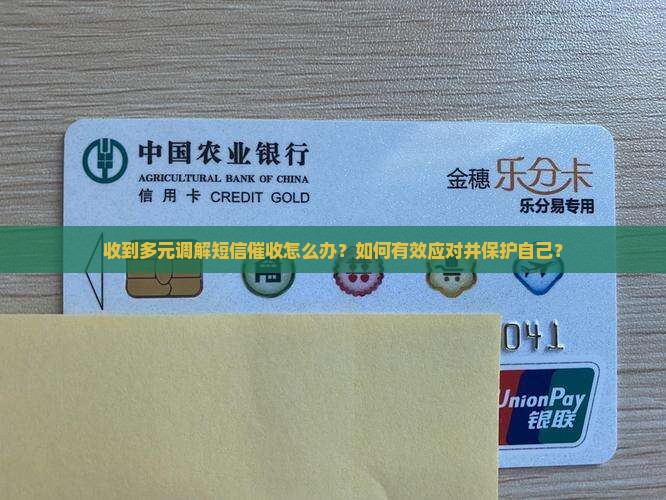 中国农业银行
AGRICULTURAL BANK OF CHINA
信用卡 CREDIT GOLD
金穗 乐分卡
乐分易专用
收到多元调解短信催收怎么办？如何有效应对并保护自己？
041
UnionPay
银联